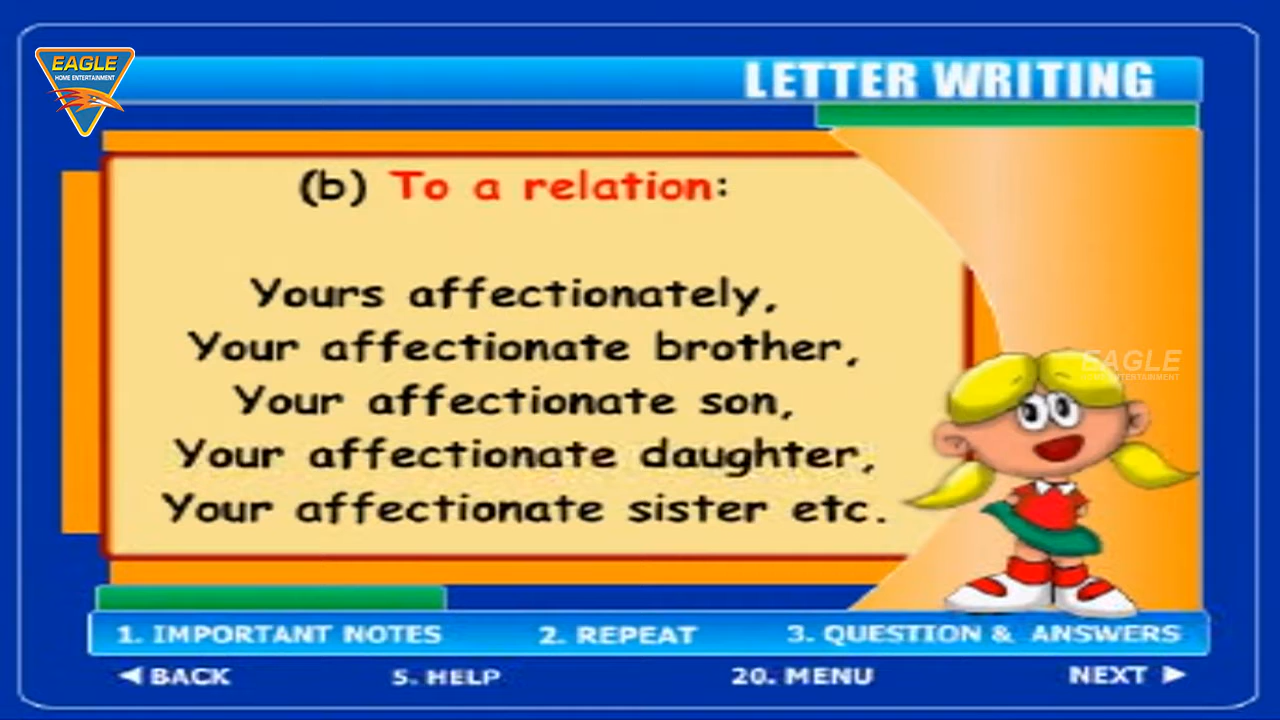 EAGLE
HOME ENTERTAINMENT
LETTER WRITING
(b) To a relation:
Yours affectionately,
Your affectionate brother,
Your affectionate son,
Your affectionate daughter,
Your affectionate sister etc.
EAGLE
ENTERTAINMENT
1. IMPORTANT NOTES
2. REPEAT
3. QUESTION & ANSWERS
BACK
5. HELP
20. MENU
NEXT